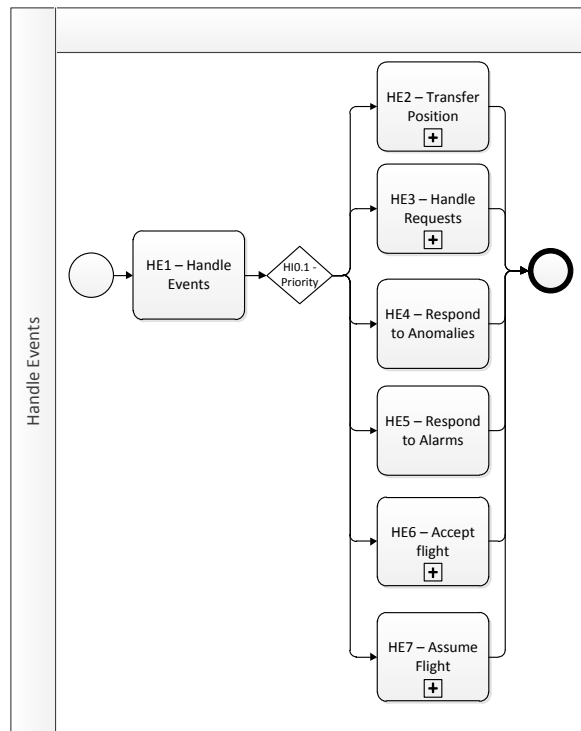 Handle Events
HE1 – Handle
Events
HI0.1 -
Priority
HE2 – Transfer
Position
HE3 – Handle
Requests
HE4 – Respond
to Anomalies
HE5 – Respond
to Alarms
HE6 – Accept
flight
HE7 – Assume
Flight